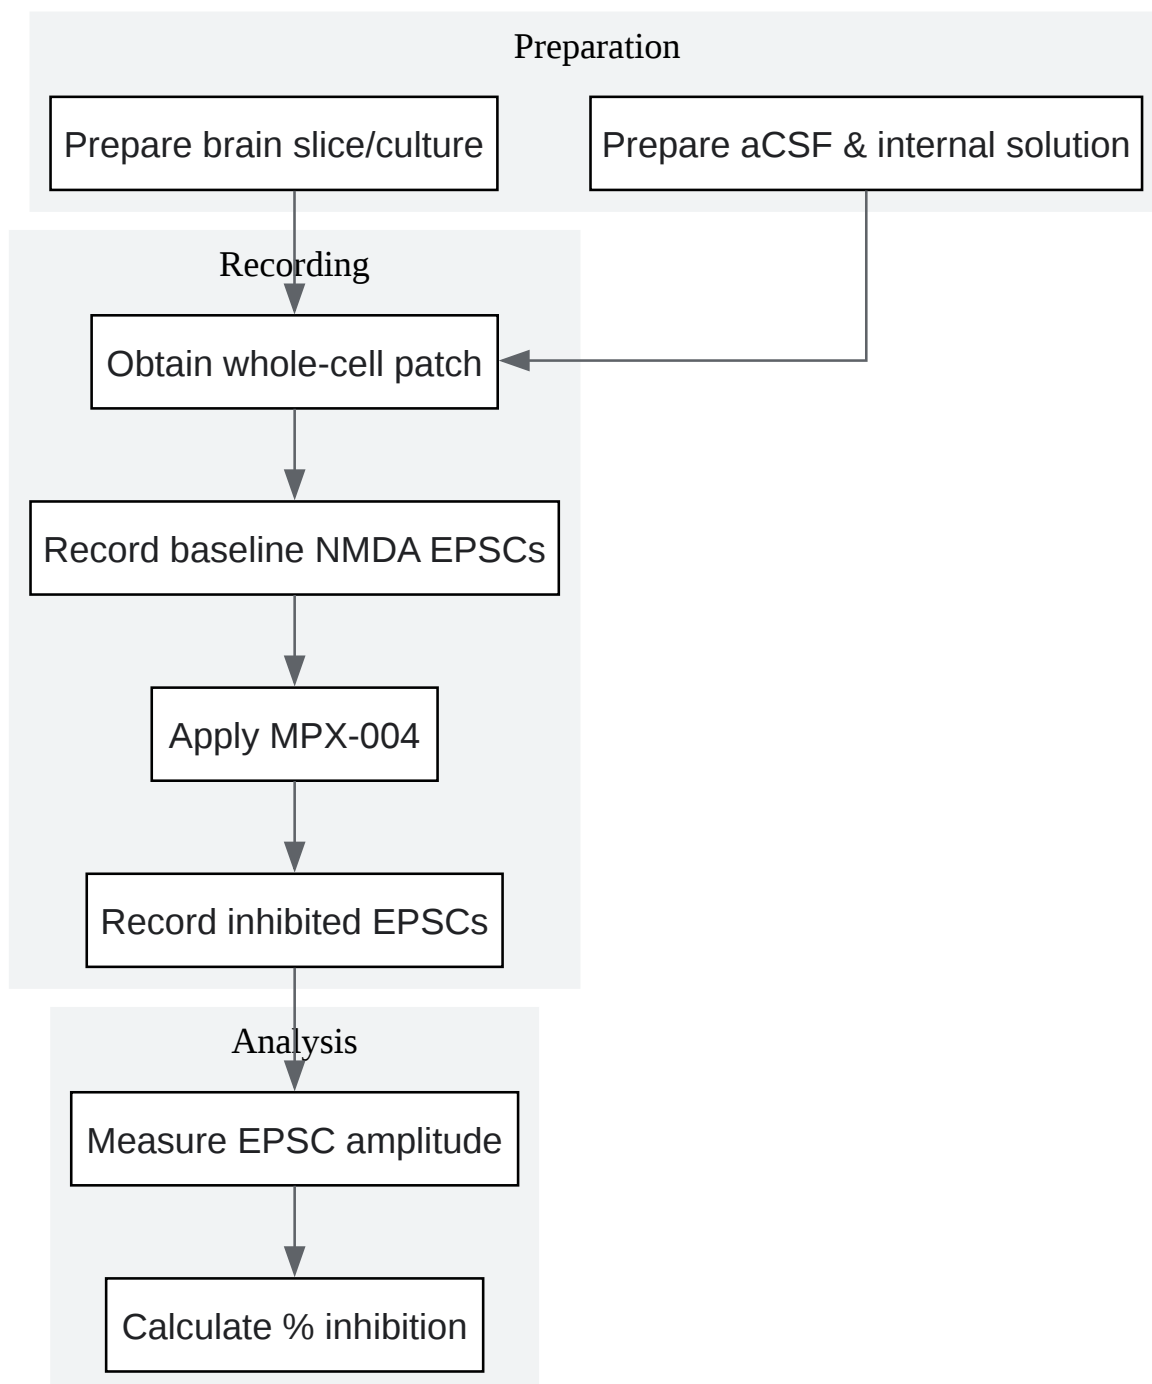 Preparation
Prepare brain slice/culture
Prepare aCSF & internal solution
Recording
Obtain whole-cell patch
Record baseline NMDA EPSCs
Apply MPX-004
Record inhibited EPSCs
Analysis
Measure EPSC amplitude
Calculate % inhibition